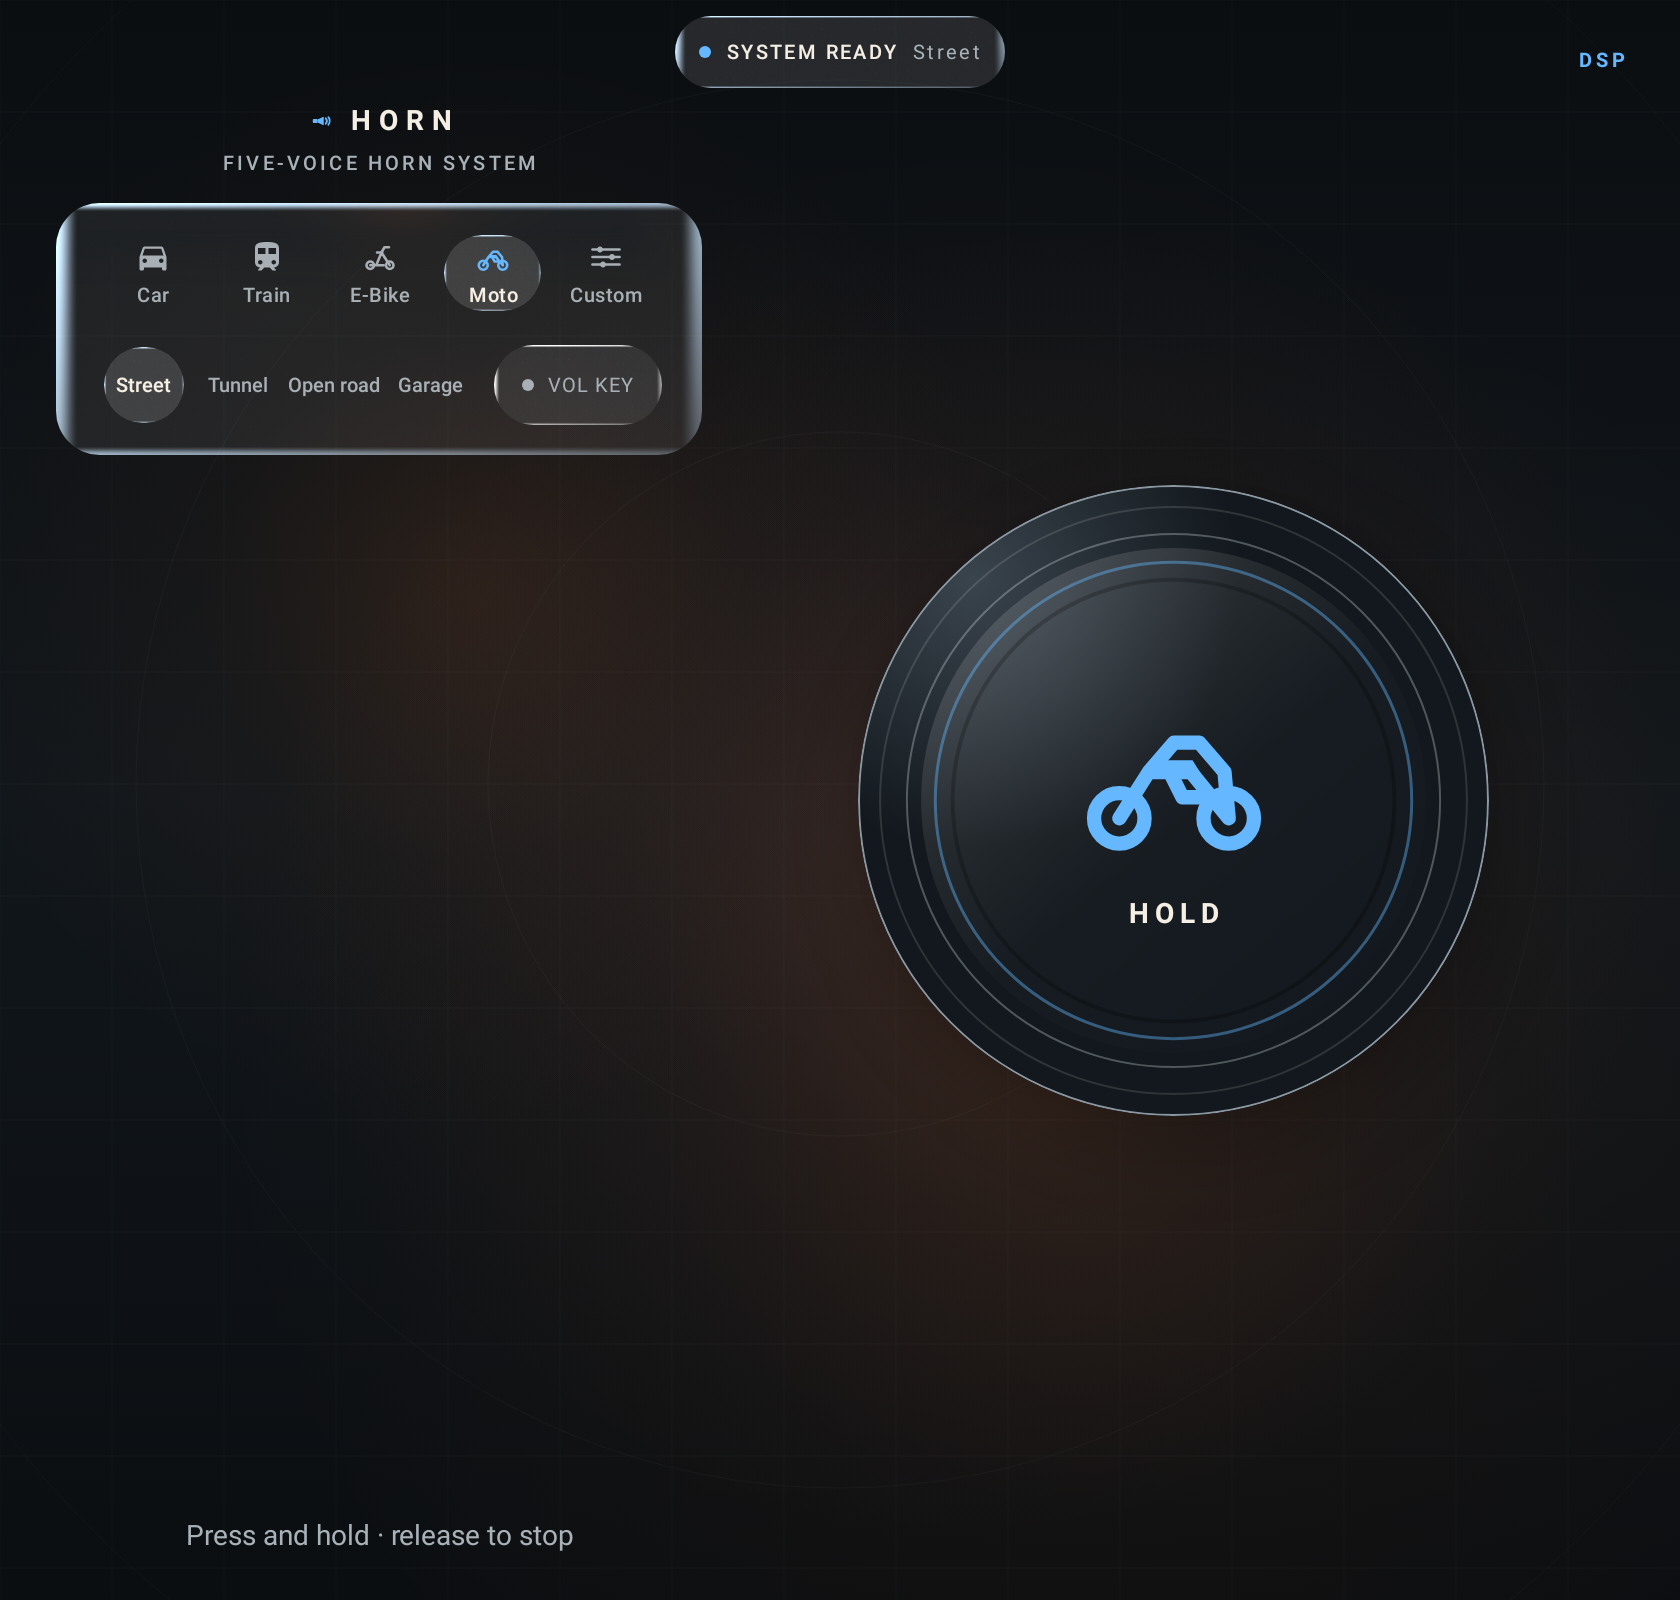 SYSTEM READY Street
DSP
HORN
FIVE-VOICE HORN SYSTEM
Car Train E-Bike Moto Custom
Street Tunnel Open road Garage VOL KEY
HOLD
Press and hold · release to stop